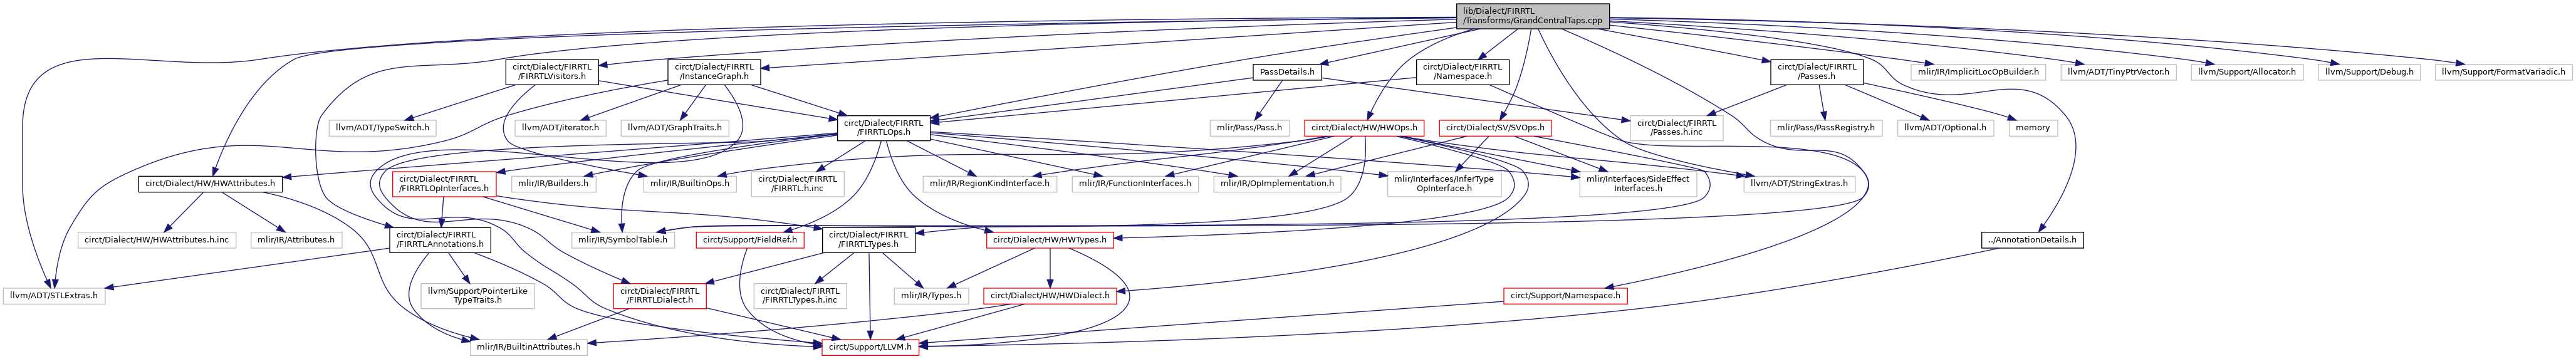 lib/Dialect/FIRRTL
/Transforms/GrandCentralTaps.cpp
circt/Dialect/FIRRTL
/FIRRTLVisitors.h
circt/Dialect/FIRRTL
/InstanceGraph.h
PassDetails.h
circt/Dialect/FIRRTL
/Namespace.h
circt/Dialect/FIRRTL
/Passes.h
mlir/IR/ImplicitLocOpBuilder.h
llvm/ADT/TinyPtrVector.h
llvm/Support/Allocator.h
llvm/Support/Debug.h
llvm/Support/FormatVariadic.h
llvm/ADT/TypeSwitch.h
llvm/ADT/iterator.h
llvm/ADT/GraphTraits.h
circt/Dialect/FIRRTL
/FIRRTLOps.h
mlir/Pass/Pass.h
circt/Dialect/HW/HWOps.h
circt/Dialect/SV/SVOps.h
circt/Dialect/FIRRTL
/Passes.h.inc
mlir/Pass/PassRegistry.h
llvm/ADT/Optional.h
memory
circt/Dialect/HW/HWAttributes.h
circt/Dialect/FIRRTL
/FIRRTLOpInterfaces.h
mlir/IR/Builders.h
mlir/IR/BuiltinOps.h
circt/Dialect/FIRRTL
/FIRRTL.h.inc
mlir/IR/RegionKindInterface.h
mlir/IR/FunctionInterfaces.h
mlir/IR/OpImplementation.h
mlir/Interfaces/InferType
OpInterface.h
mlir/Interfaces/SideEffect
Interfaces.h
llvm/ADT/StringExtras.h
circt/Dialect/HW/HWAttributes.h.inc
mlir/IR/Attributes.h
circt/Dialect/FIRRTL
/FIRRTLAnnotations.h
mlir/IR/SymbolTable.h
circt/Support/FieldRef.h
circt/Dialect/FIRRTL
/FIRRTLTypes.h
circt/Dialect/HW/HWTypes.h
../AnnotationDetails.h
llvm/ADT/STLExtras.h
llvm/Support/PointerLike
TypeTraits.h
circt/Dialect/FIRRTL
/FIRRTLDialect.h
circt/Dialect/FIRRTL
/FIRRTLTypes.h.inc
mlir/IR/Types.h
circt/Dialect/HW/HWDialect.h
circt/Support/Namespace.h
mlir/IR/BuiltinAttributes.h
circt/Support/LLVM.h